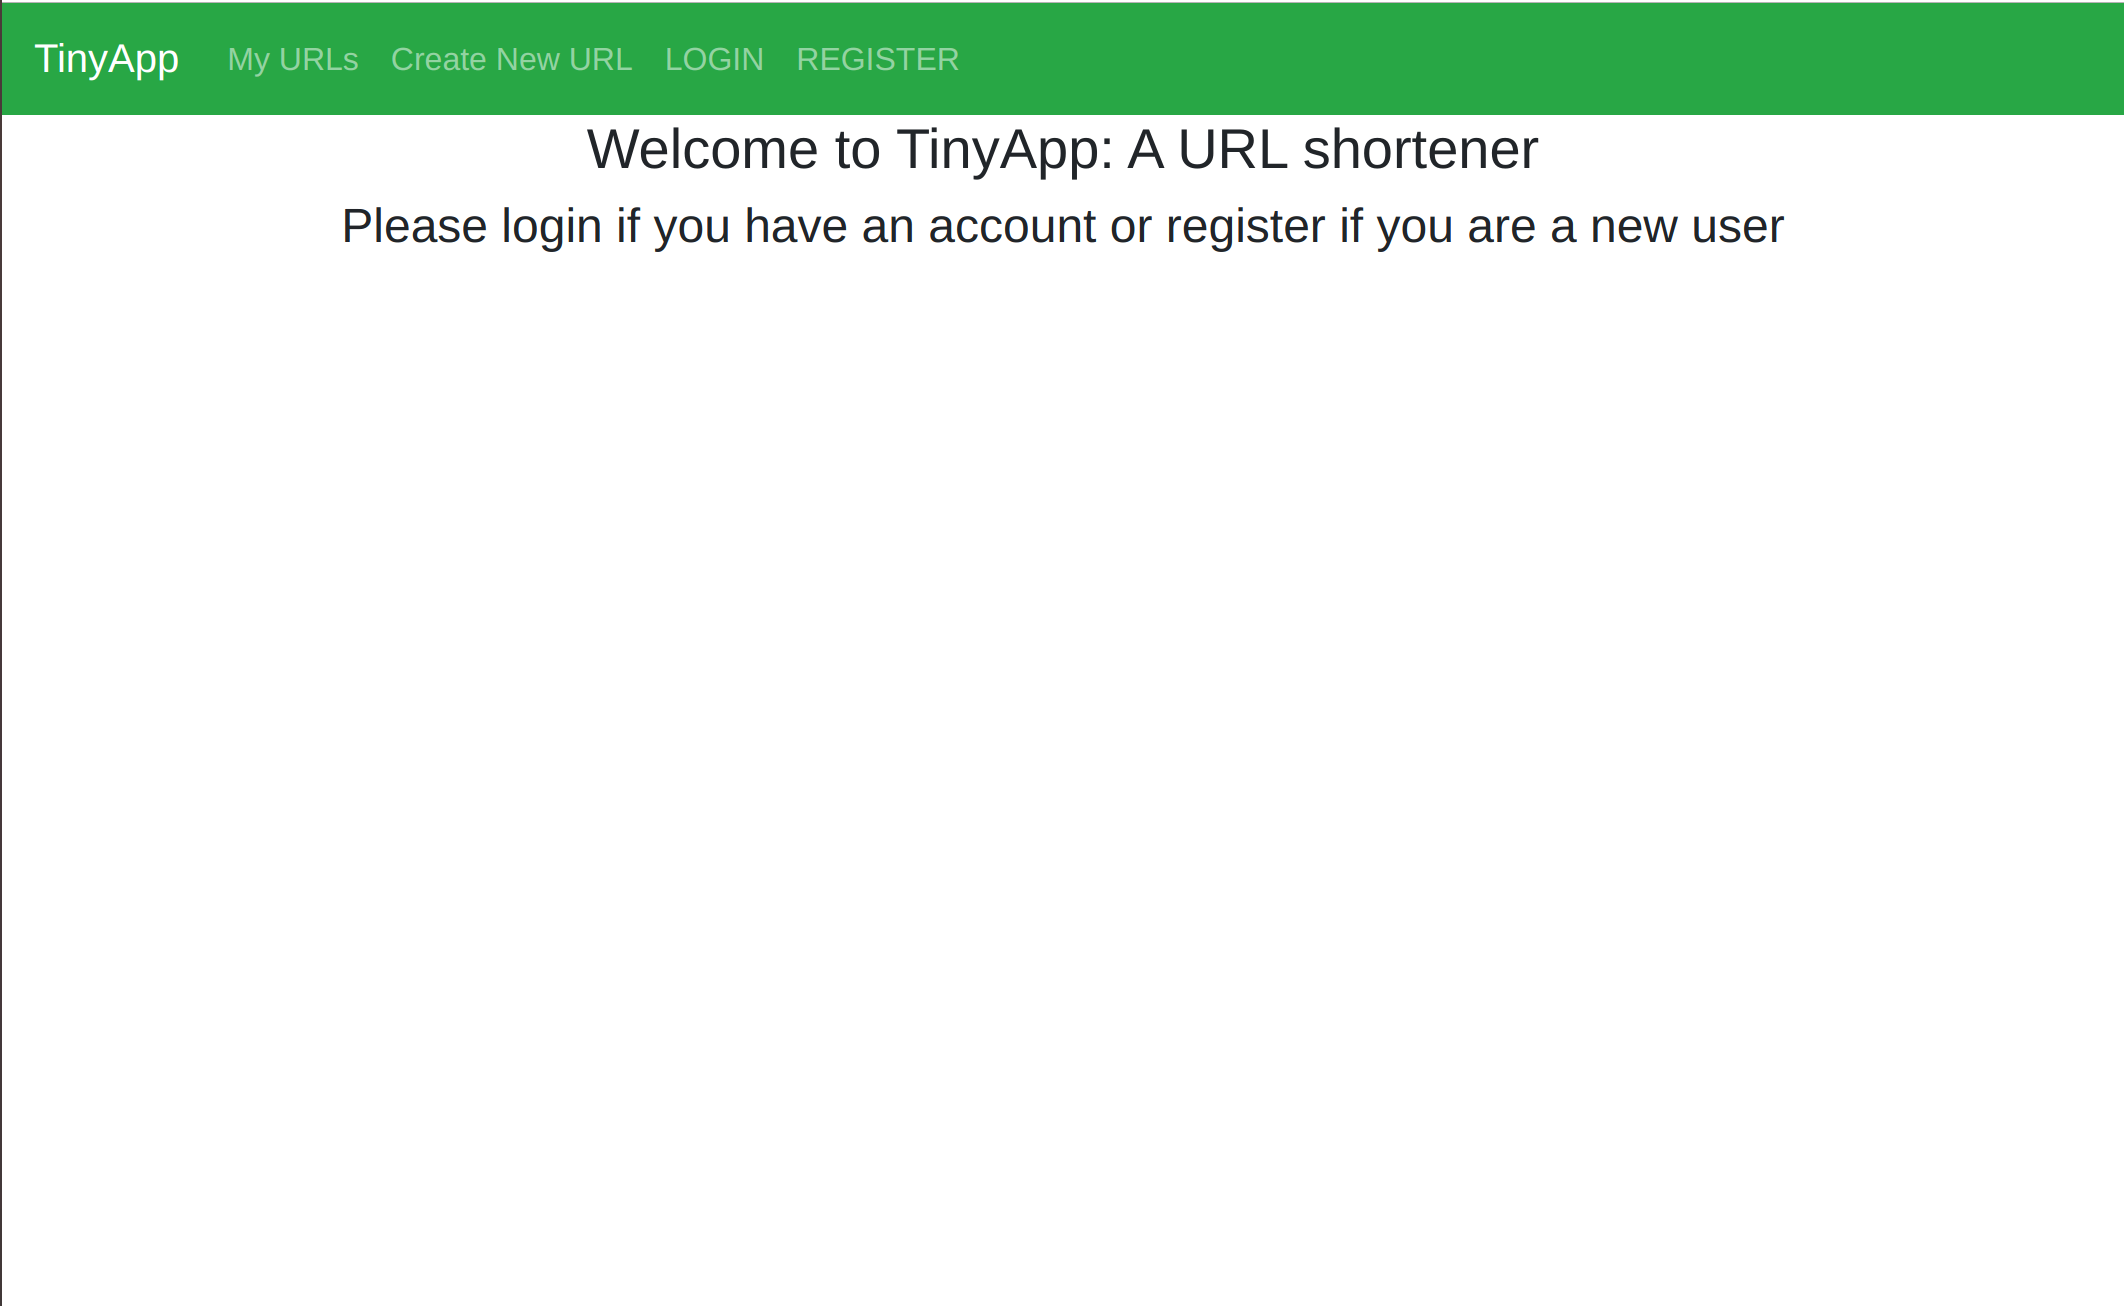 TinyApp My URLs Create New URL LOGIN REGISTER
Welcome to TinyApp: A URL shortener
Please login if you have an account or register if you are a new user